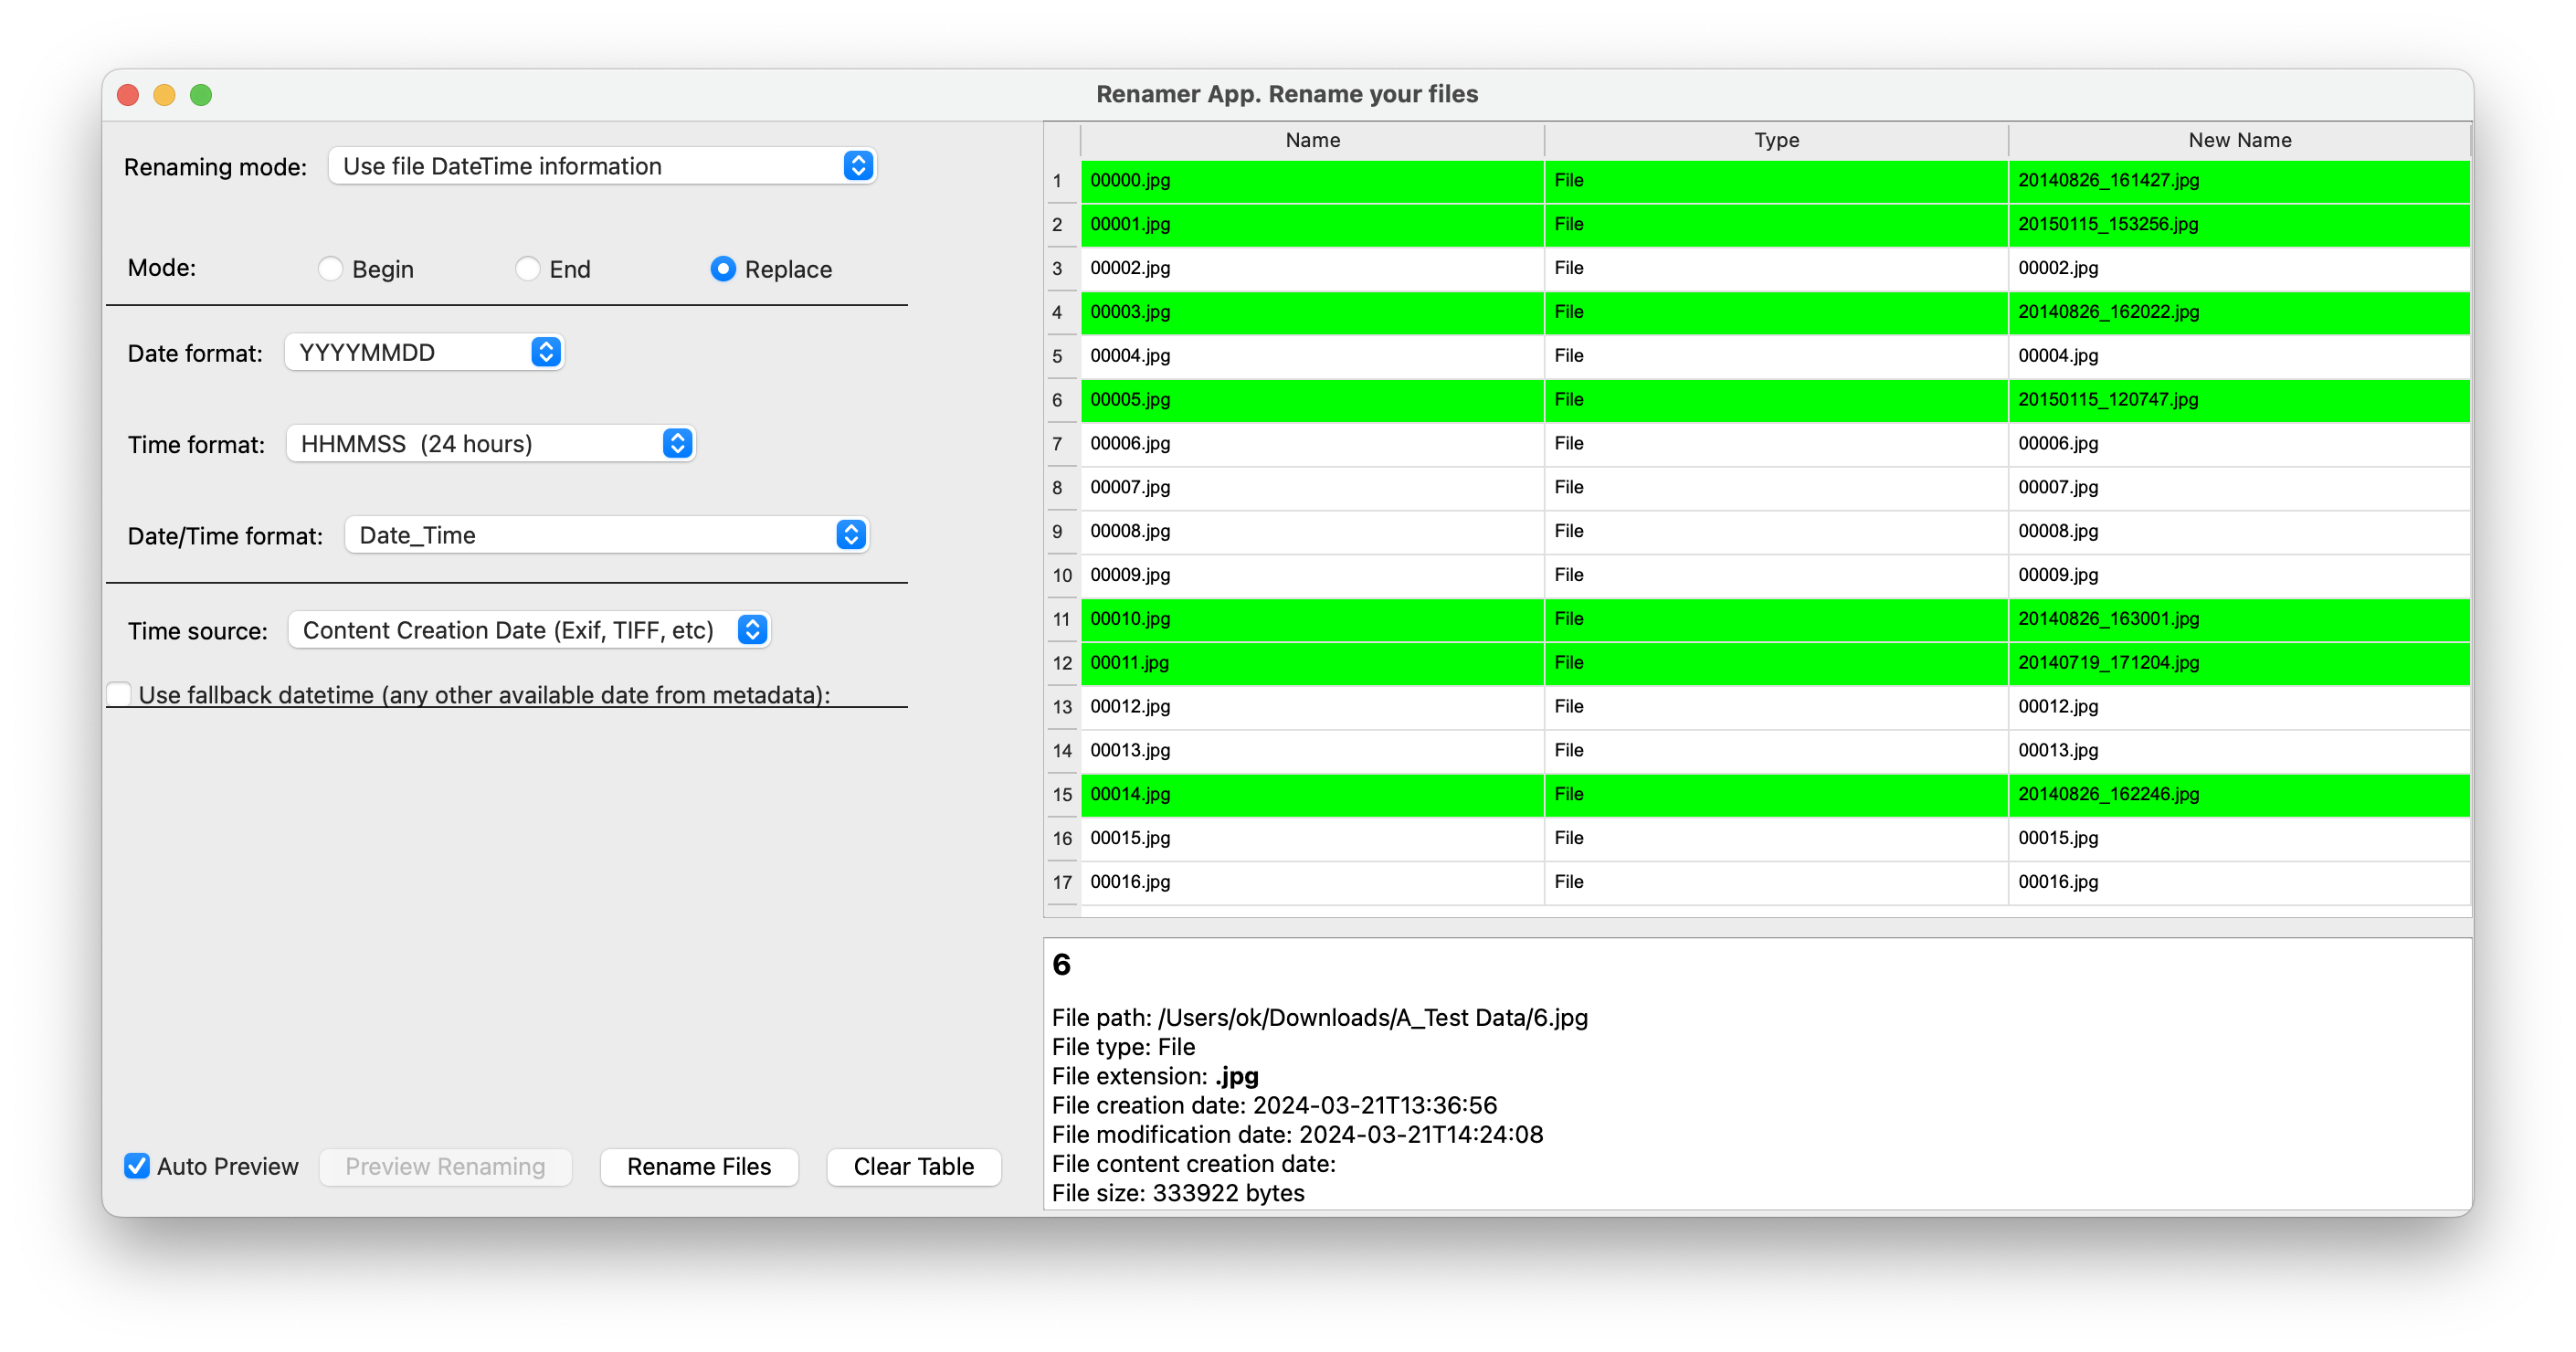 Renamer App. Rename your files
Renaming mode: Use file DateTime information
Mode: Begin End Replace
Date format: YYYYMMDD
Time format: HHMMSS (24 hours)
Date/Time format: Date_Time
Time source: Content Creation Date (Exif, TIFF, etc)
Use fallback datetime (any other available date from metadata):
Auto Preview Preview Renaming Rename Files Clear Table
Name Type New Name
1 00000.jpg File 20140826_161427.jpg
2 00001.jpg File 20150115_153256.jpg
3 00002.jpg File 00002.jpg
4 00003.jpg File 20140826_162022.jpg
5 00004.jpg File 00004.jpg
6 00005.jpg File 20150115_120747.jpg
7 00006.jpg File 00006.jpg
8 00007.jpg File 00007.jpg
9 00008.jpg File 00008.jpg
10 00009.jpg File 00009.jpg
11 00010.jpg File 20140826_163001.jpg
12 00011.jpg File 20140719_171204.jpg
13 00012.jpg File 00012.jpg
14 00013.jpg File 00013.jpg
15 00014.jpg File 20140826_162246.jpg
16 00015.jpg File 00015.jpg
17 00016.jpg File 00016.jpg
6
File path: /Users/ok/Downloads/A_Test Data/6.jpg
File type: File
File extension: .jpg
File creation date: 2024-03-21T13:36:56
File modification date: 2024-03-21T14:24:08
File content creation date:
File size: 333922 bytes